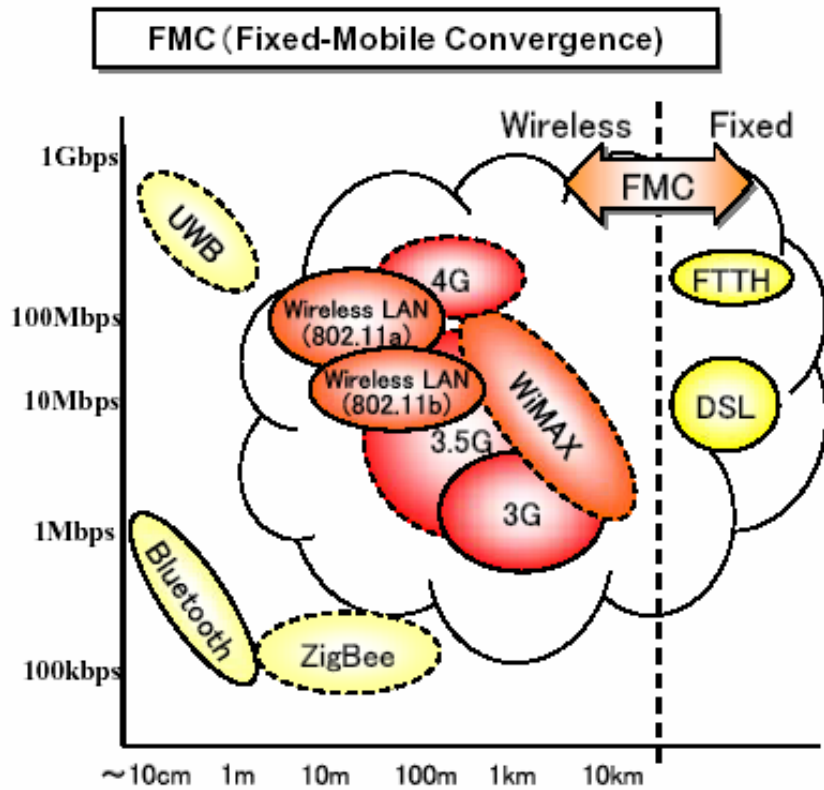 FMC(Fixed-Mobile Convergence)
Wireless
Fixed
1Gbps
FMC
UWB
4G
FTTH
Wireless LAN
(802.11a)
100Mbps
Wireless LAN
(802.11b)
10Mbps
WiMAX
DSL
3.5G
3G
1Mbps
Bluetooth
ZigBee
100kbps
~10cm 1m 10m 100m 1km 10km